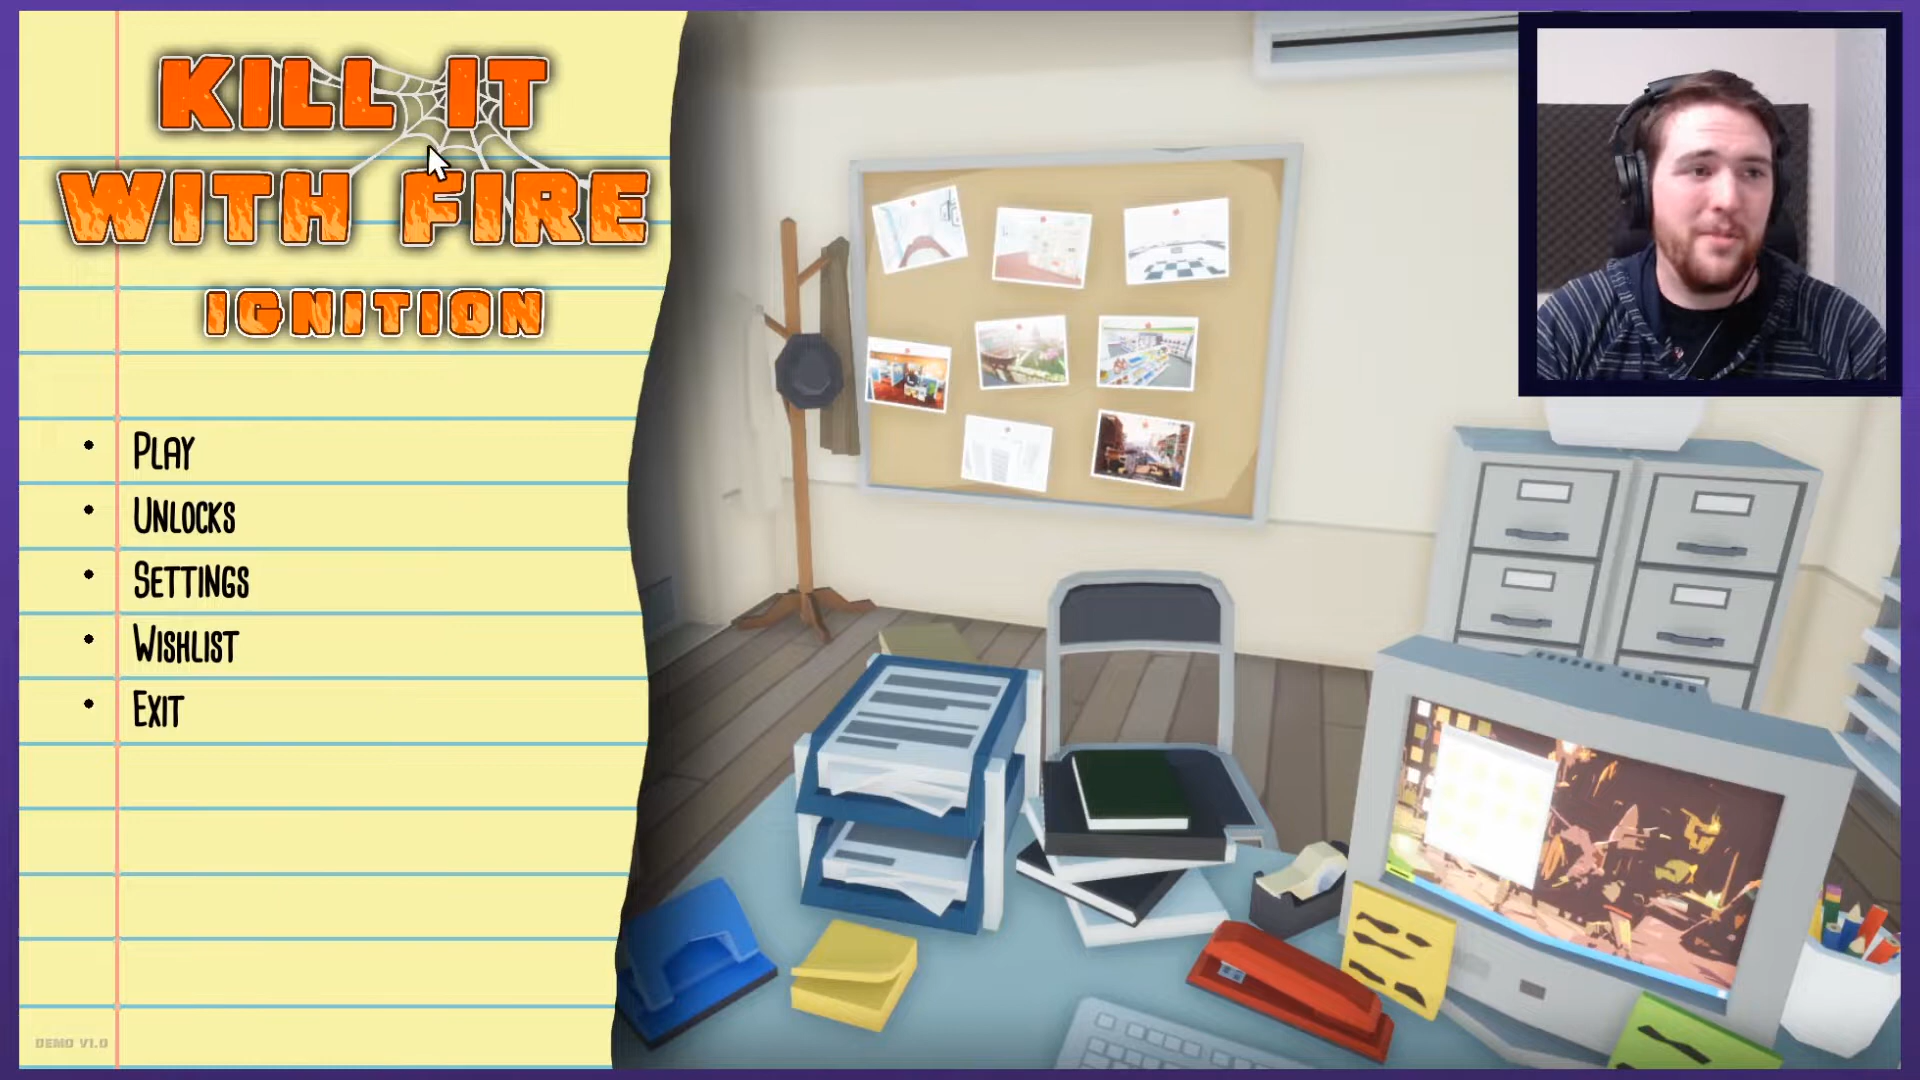 KILL IT
WITH FIRE
IGNITION
• PLAY
• UNLOCKS
• SETTINGS
• WISHLIST
• EXIT
DEMO V1.0